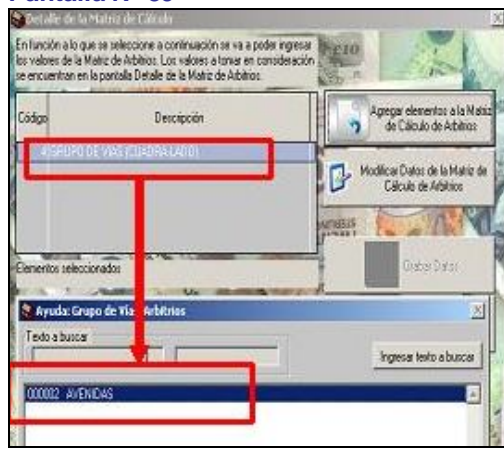 Detalle de la Matriz de Cálculo
En función a lo que se seleccione a continuación se va a poder ingresar
los valores de la Matriz de Arbitrios. Los valores a tomar en consideración
se encuentran en la pantalla Detalle de la Matriz de Arbitrios.
Código Descripción
GRUPO DE VIAS (CUADRA-LADO)
Agregar elementos a la Matriz
de Cálculo de Arbitrios
Modificar Datos de la Matriz de
Cálculo de Arbitrios
Elementos seleccionados
Grabar Datos
Ayuda: Grupo de Vias Arbitrios
Texto a buscar
Ingresar texto a buscar
000002 AVENIDAS